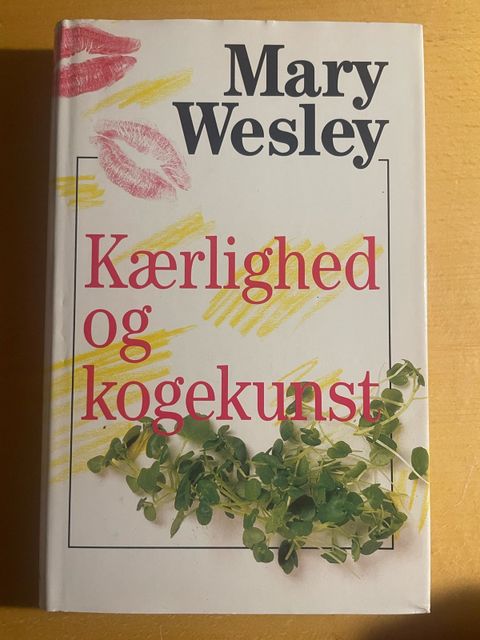 Mary
Wesley
Kærlighed
og
kogekunst